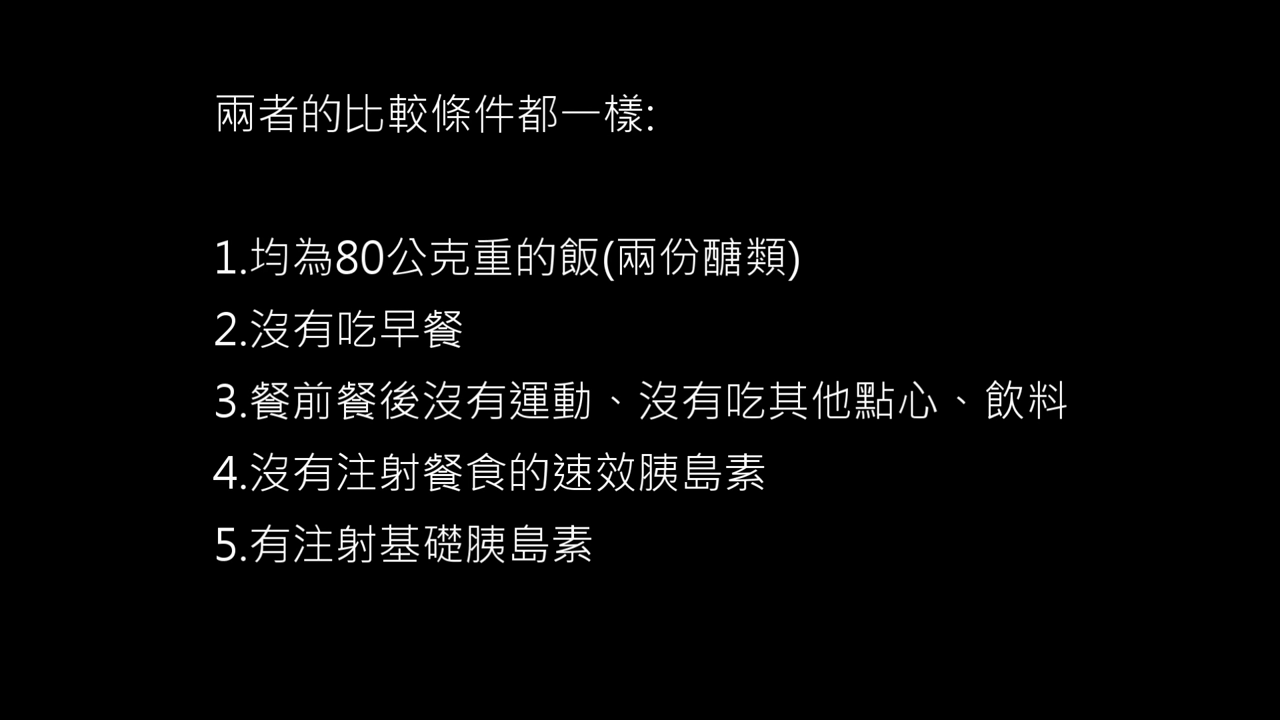 兩者的比較條件都一樣:
1.均為80公克重的飯(兩份醣類)
2.沒有吃早餐
3.餐前餐後沒有運動、沒有吃其他點心、飲料
4.沒有注射餐食的速效胰島素
5.有注射基礎胰島素